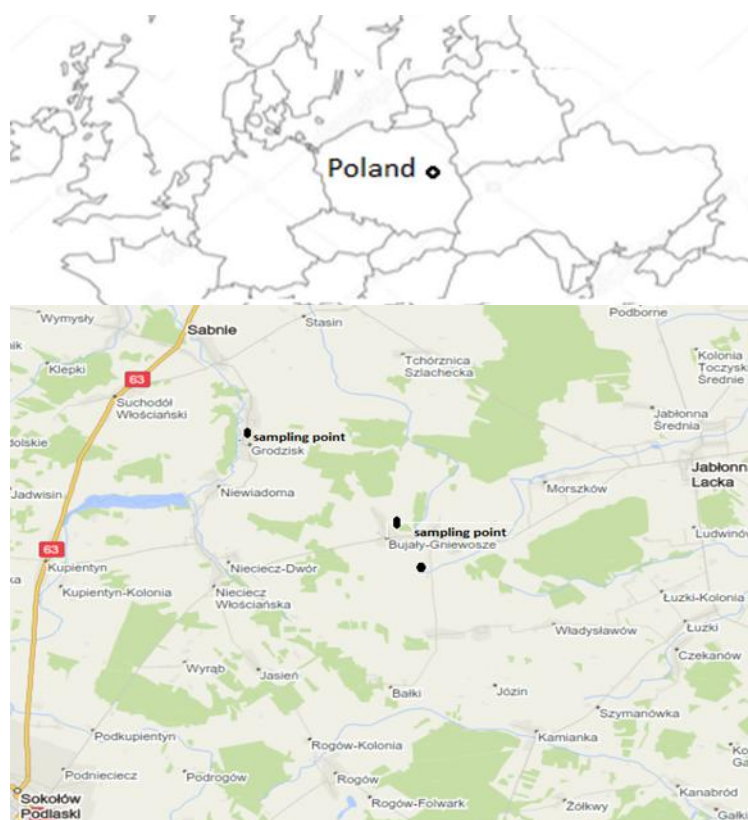 Poland
Wymysły
Sabnie
Stasin
Podborne
Klepki
63
Tchórznica
Szlachecka
Kolonia
Toczysk
Średnie
Suchodół
Włościański
sampling point
Grodzisk
Jabłonna
Średnia
dolskie
Jabłonn
Lacka
Jadwisin
Niewiadoma
Morszków
sampling point
Bujały-Gniewosze
Ludwinów
63
Kupientyn
Nieciecz-Dwór
Kupientyn-Kolonia
Nieciecz
Włościańska
Łuzki-Kolonia
Władysławów
Łuzki
Czekanów
Wyrąb
Jasień
Bałki
Józin
Szymanówka
Podkupientyn
Rogów-Kolonia
Kamianka
Podnieciecz
Podrogów
Rogów
Kanabród
Sokołów
Podlaski
Rogów-Folwark
Żółkwy